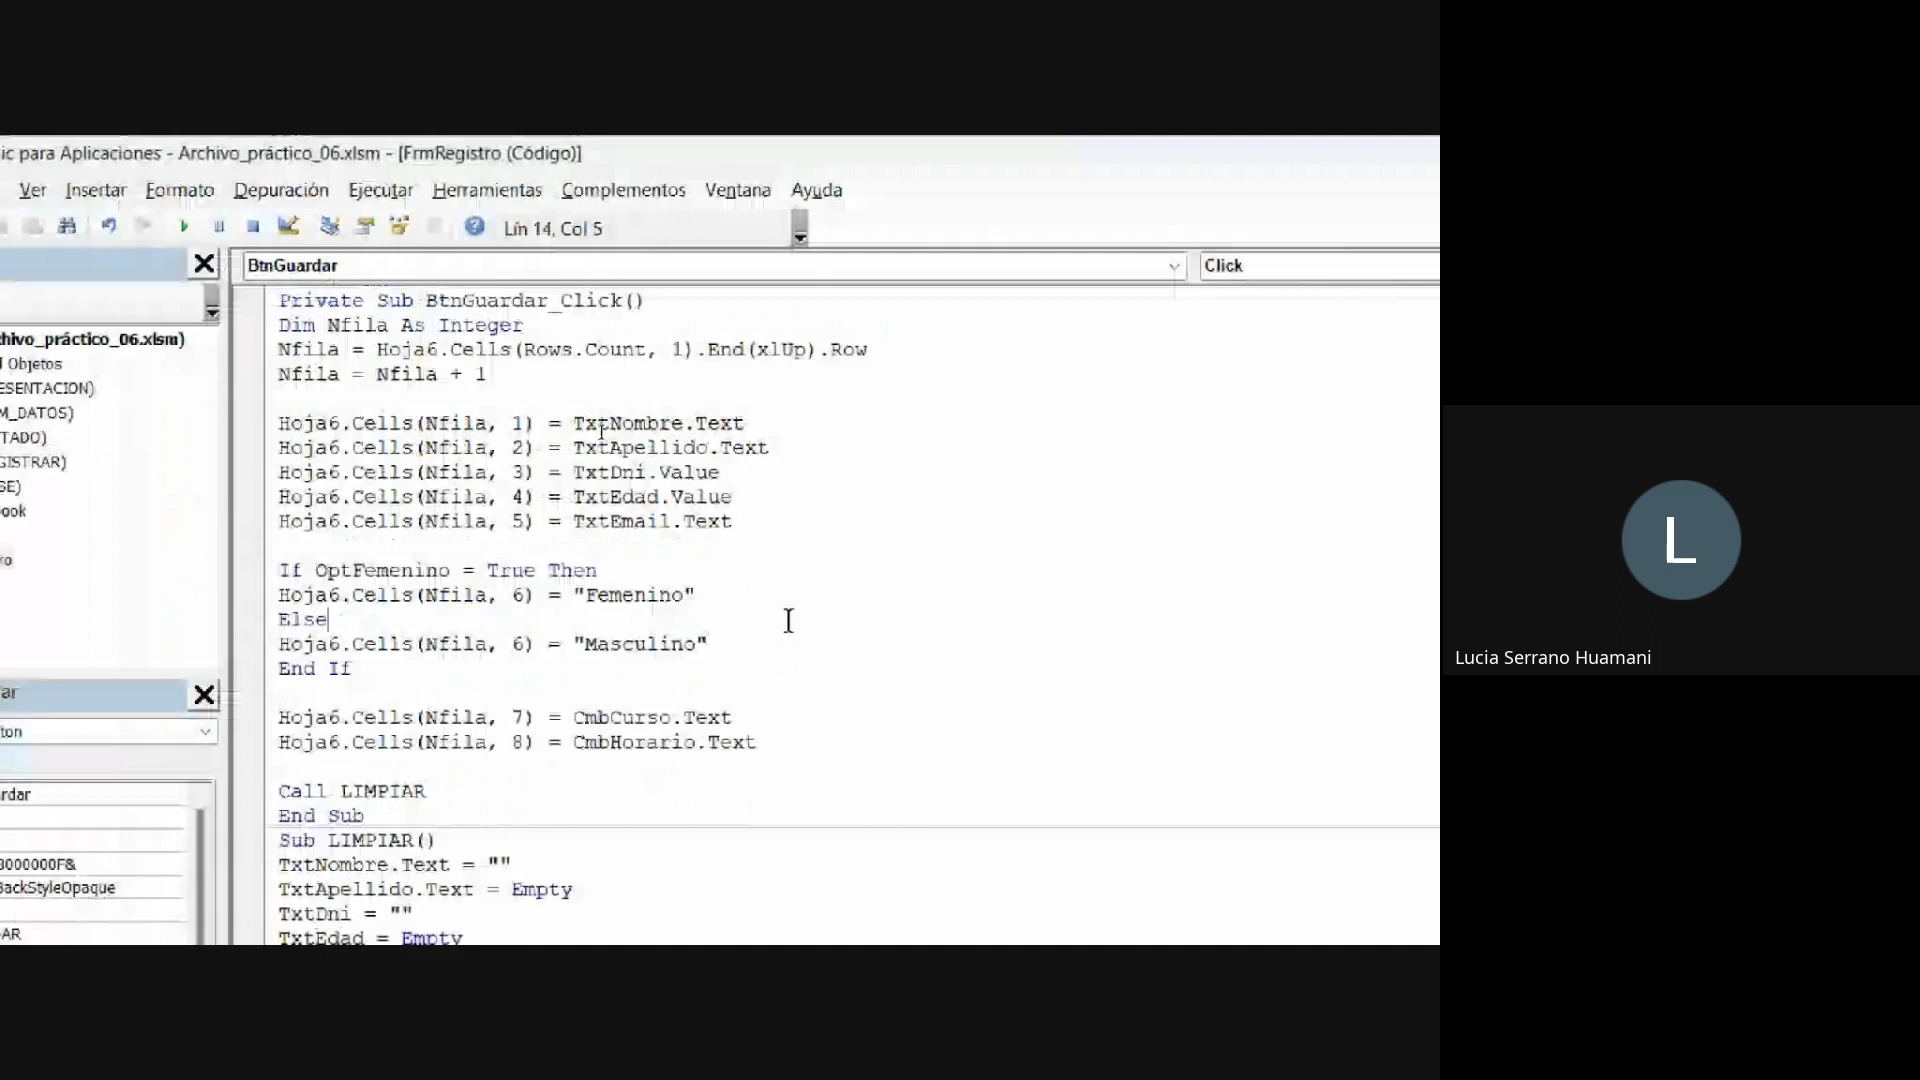 ic para Aplicaciones - Archivo_práctico_06.xlsm - [FrmRegistro (Código)]
Ver Insertar Formato Depuración Ejecutar Herramientas Complementos Ventana Ayuda
Lín 14, Col 5
BtnGuardar Click
hivo_práctico_06.xlsm)
Objetos
ESENTACION)
M_DATOS)
TADO)
GISTRAR)
SE)
ook
ro
ar
ton
rdar
8000000F&
BackStyleOpaque
AR
Private Sub BtnGuardar_Click()
Dim Nfila As Integer
Nfila = Hoja6.Cells(Rows.Count, 1).End(xlUp).Row
Nfila = Nfila + 1
Hoja6.Cells(Nfila, 1) = TxtNombre.Text
Hoja6.Cells(Nfila, 2) = TxtApellido.Text
Hoja6.Cells(Nfila, 3) = TxtDni.Value
Hoja6.Cells(Nfila, 4) = TxtEdad.Value
Hoja6.Cells(Nfila, 5) = TxtEmail.Text
If OptFemenino = True Then
Hoja6.Cells(Nfila, 6) = "Femenino"
Else
Hoja6.Cells(Nfila, 6) = "Masculino"
End If
Hoja6.Cells(Nfila, 7) = CmbCurso.Text
Hoja6.Cells(Nfila, 8) = CmbHorario.Text
Call LIMPIAR
End Sub
Sub LIMPIAR()
TxtNombre.Text = ""
TxtApellido.Text = Empty
TxtDni = ""
TxtEdad = Empty
L
Lucia Serrano Huamani